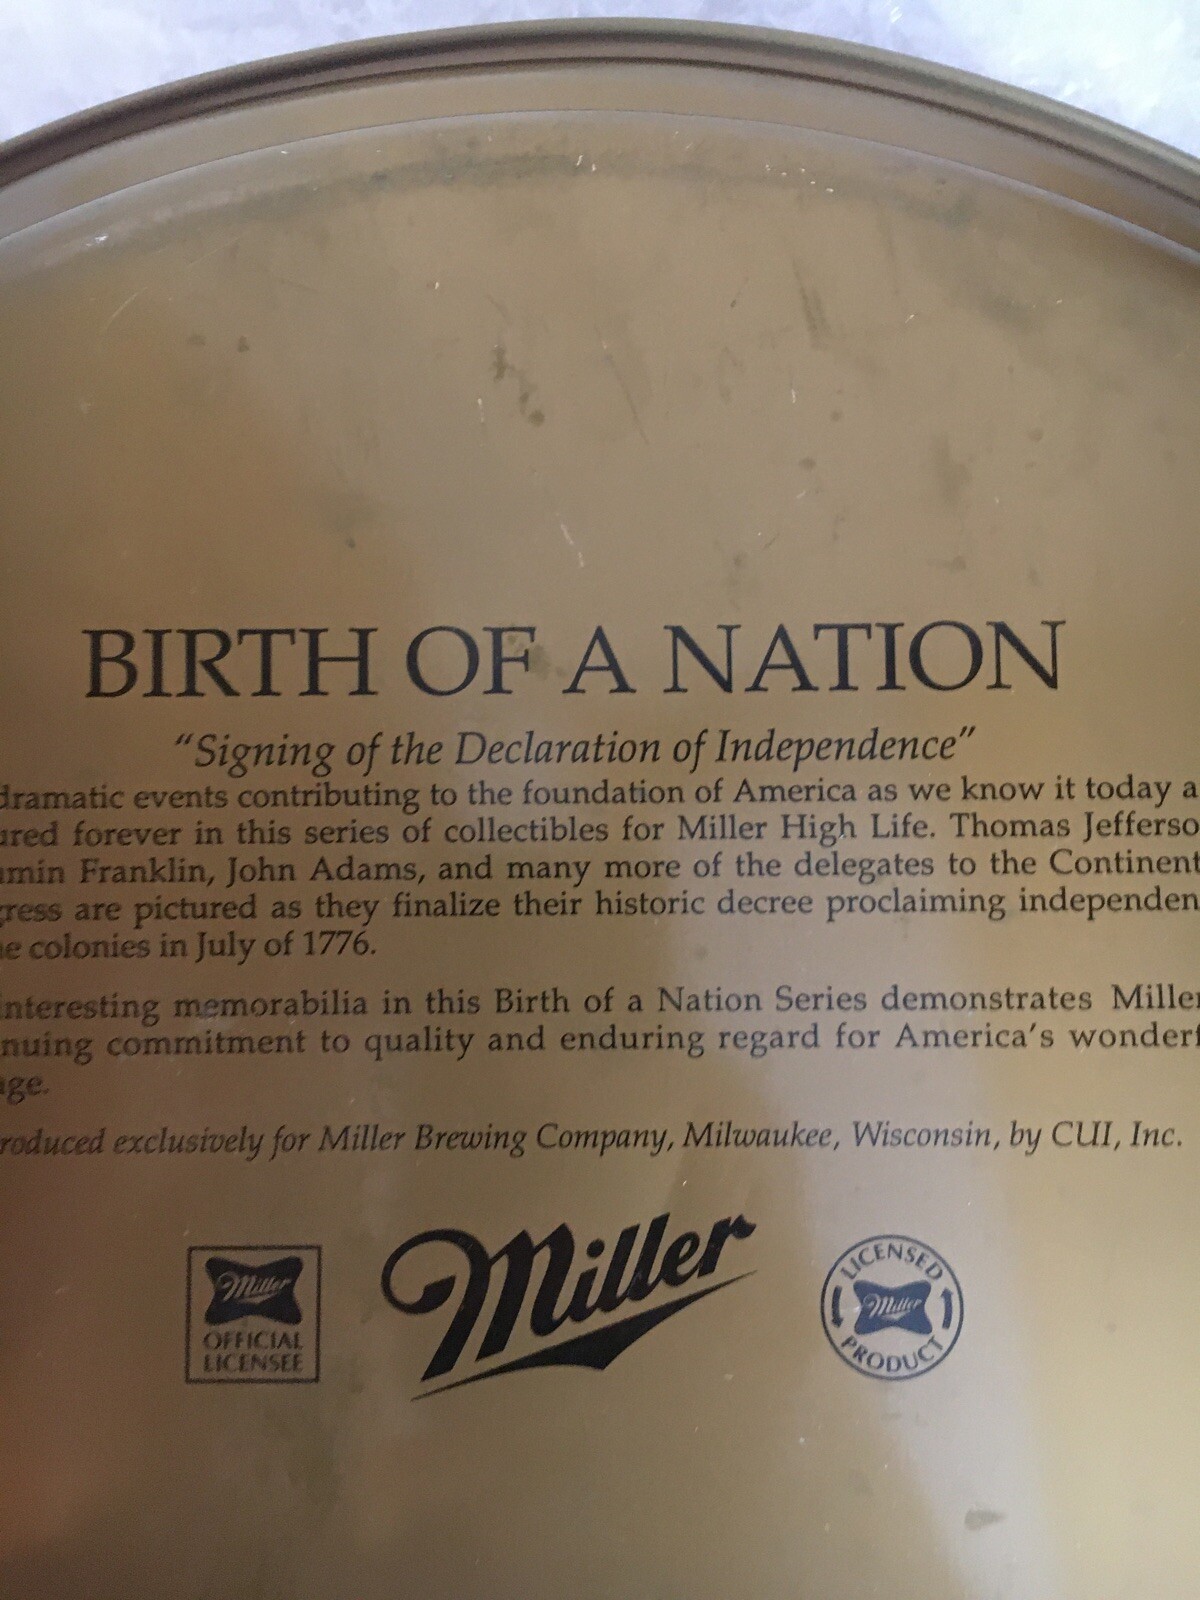 BIRTH OF A NATION
“Signing of the Declaration of Independence”
dramatic events contributing to the foundation of America as we know it today a
ured forever in this series of collectibles for Miller High Life. Thomas Jefferso
amin Franklin, John Adams, and many more of the delegates to the Continent
gress are pictured as they finalize their historic decree proclaiming independen
he colonies in July of 1776.
interesting memorabilia in this Birth of a Nation Series demonstrates Miller
nuing commitment to quality and enduring regard for America's wonderf
age.
roduced exclusively for Miller Brewing Company, Milwaukee, Wisconsin, by CUI, Inc.
Miller
OFFICIAL
LICENSEE
Miller
LICENSED
Miller
PRODUCT